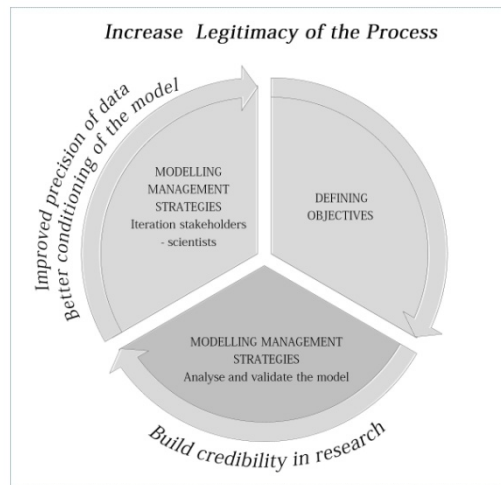 Increase Legitimacy of the Process
Improved precision of data
Better conditioning of the model
MODELLING
MANAGEMENT
STRATEGIES
Iteration stakeholders
- scientists
DEFINING
OBJECTIVES
MODELLING MANAGEMENT
STRATEGIES
Analyse and validate the model
Build credibility in research